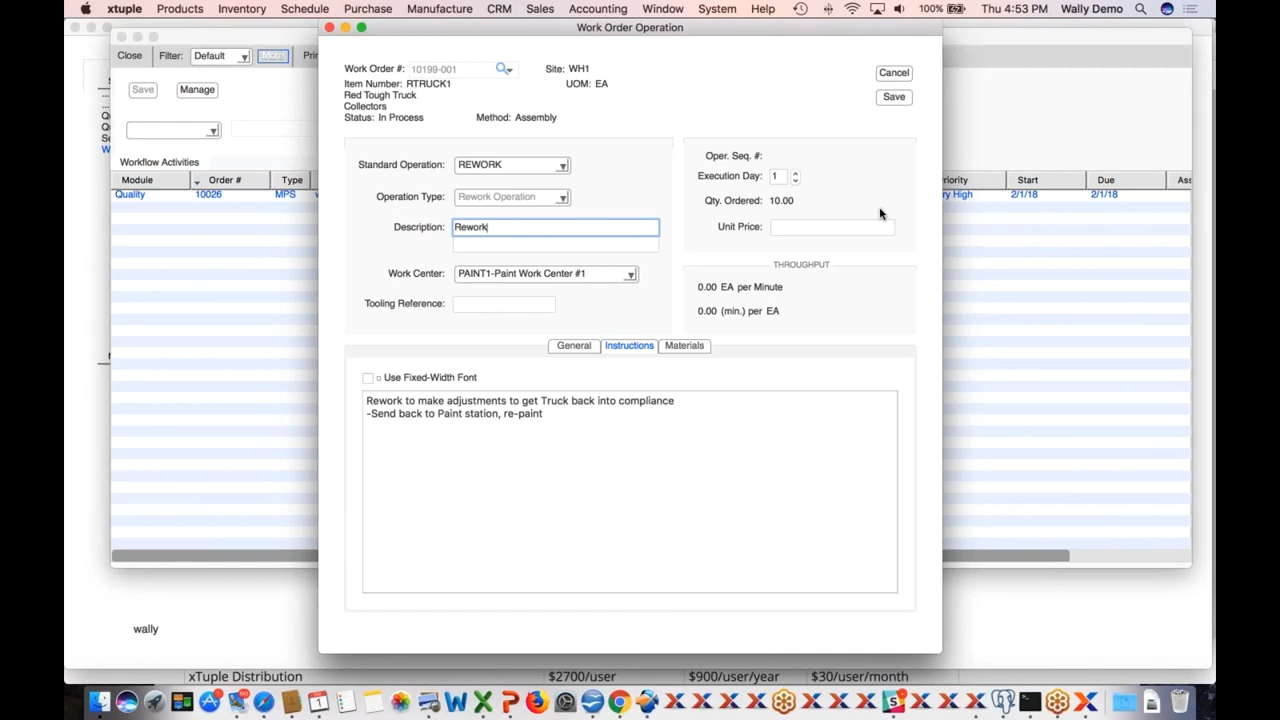 xtuple Products Inventory Schedule Purchase Manufacture CRM Sales Accounting Window System Help 100% Thu 4:53 PM Wally Demo
Work Order Operation
Close Filter: Default More
Save Manage
Workflow Activities
Module Order # Type
Quality 10026 MPS
Work Order #: 10199-001 Site: WH1
Item Number: RTRUCK1 UOM: EA
Red Tough Truck
Collectors
Status: In Process Method: Assembly
Cancel
Save
Standard Operation: REWORK
Operation Type: Rework Operation
Description: Rework
Work Center: PAINT1-Paint Work Center #1
Tooling Reference:
Oper. Seq. #:
Execution Day: 1
Qty. Ordered: 10.00
Unit Price:
THROUGHPUT
0.00 EA per Minute
0.00 (min.) per EA
General Instructions Materials
Use Fixed-Width Font
Rework to make adjustments to get Truck back into compliance
-Send back to Paint station, re-paint
Start Due
2/1/18 2/1/18
wally
xTuple Distribution $2700/user $900/user/year $30/user/month